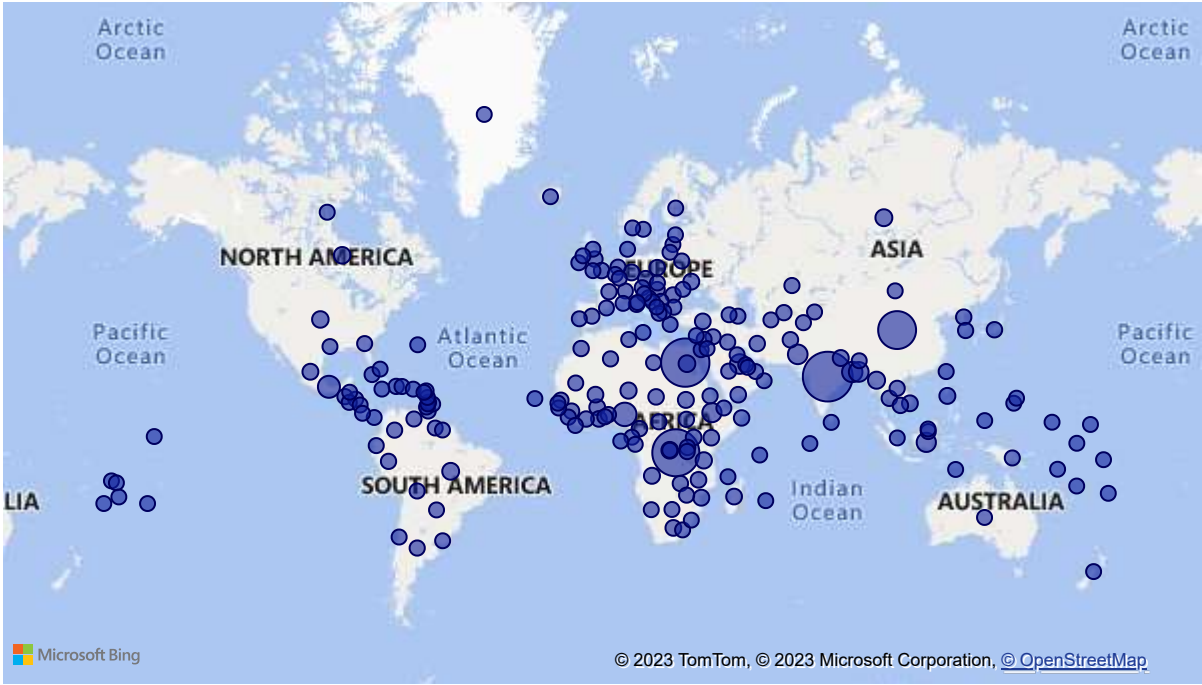 Arctic
Ocean
Arctic
Ocean
NORTH AMERICA
EUROPE
ASIA
Pacific
Ocean
Atlantic
Ocean
Pacific
Ocean
AFRICA
SOUTH AMERICA
LIA
Indian
Ocean
AUSTRALIA
Microsoft Bing
© 2023 TomTom, © 2023 Microsoft Corporation, © OpenStreetMap